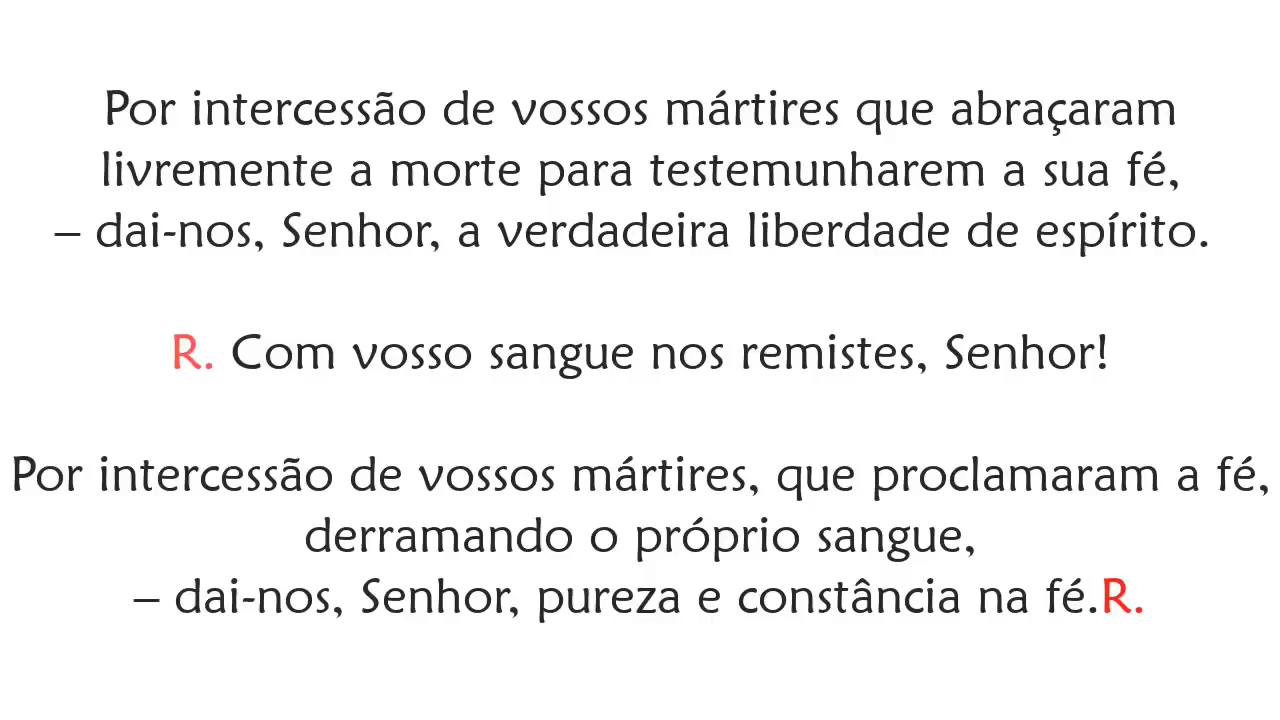 Por intercessão de vossos mártires que abraçaram
livremente a morte para testemunharem a sua fé,
– dai-nos, Senhor, a verdadeira liberdade de espírito.
R. Com vosso sangue nos remistes, Senhor!
Por intercessão de vossos mártires, que proclamaram a fé,
derramando o próprio sangue,
– dai-nos, Senhor, pureza e constância na fé.R.